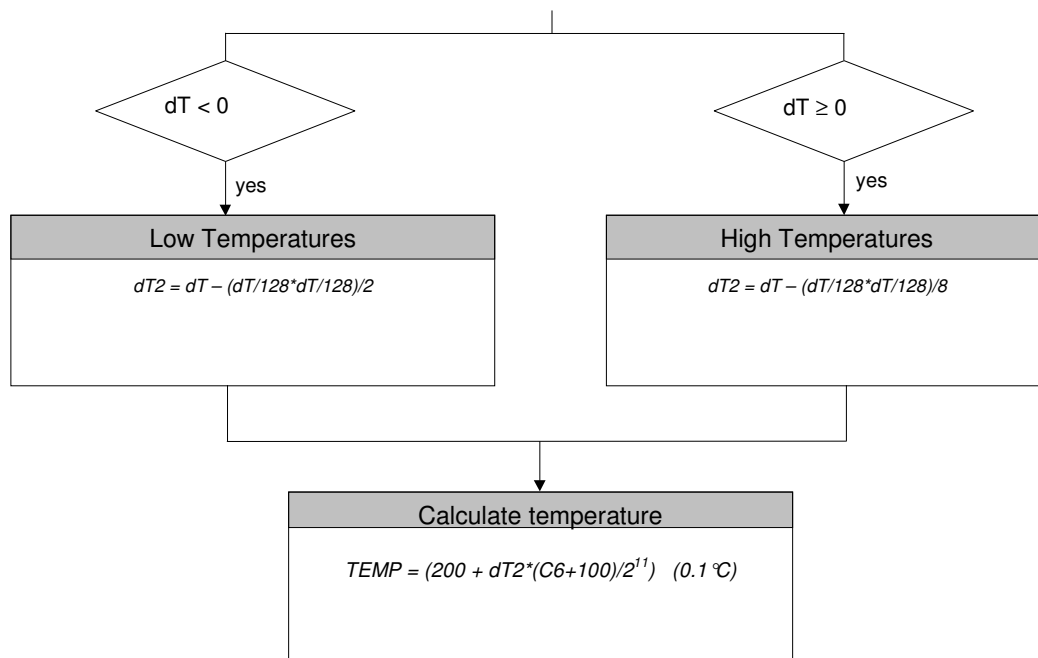 dT < 0
dT ≥ 0
yes
yes
Low Temperatures
High Temperatures
dT2 = dT – (dT/128*dT/128)/2
dT2 = dT – (dT/128*dT/128)/8
Calculate temperature
TEMP = (200 + dT2*(C6+100)/2¹¹) (0.1°C)